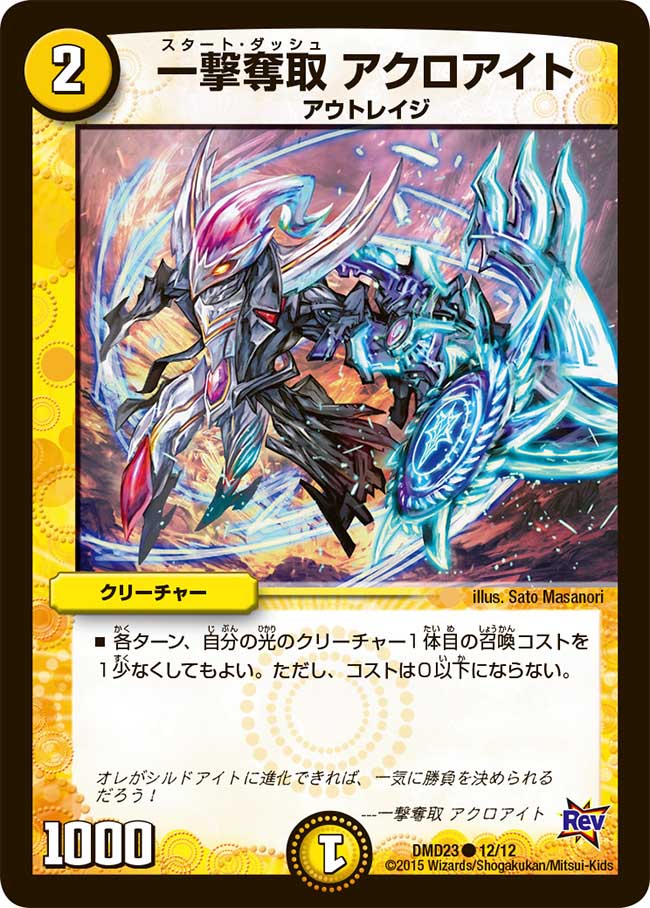 2
スタート・ダッシュ
一撃奪取 アクロアイト
アウトレイジ
クリーチャー
illus. Sato Masanori
■ 各ターン、自分の光のクリーチャー1体目の召喚コストを
1少なくしてもよい。ただし、コストは0以下にならない。
オレがシルドアイトに進化できれば、一気に勝負を決められる
だろう！
---一撃奪取 アクロアイト
Rev
1000
1
DMD23 ● 12/12
©2015 Wizards/Shogakukan/Mitsui-Kids